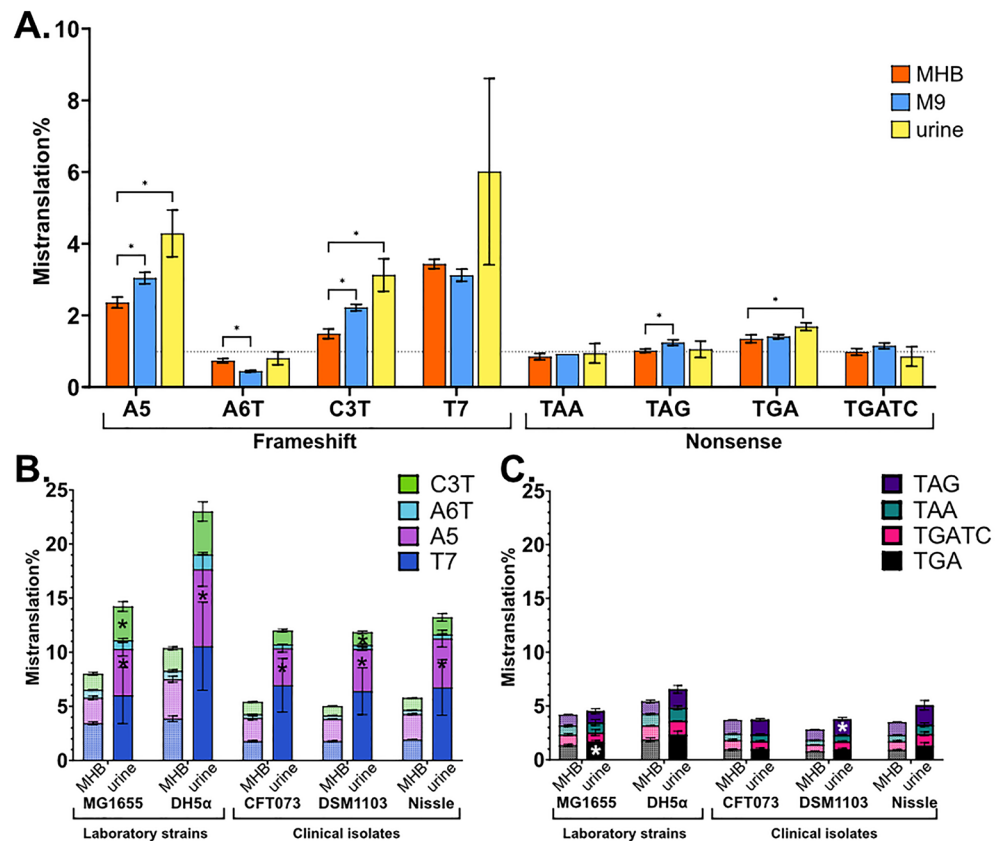 A.
10
8
6
4
2
0
Mistranslation%
MHB
M9
urine
*
*
*
*
*
*
*
A5
A6T
C3T
T7
TAA
TAG
TGA
TGATC
Frameshift
Nonsense
B.
25
20
15
10
5
0
Mistranslation%
C3T
A6T
A5
T7
*
*
*
*
*
*
*
MHB urine MHB urine MHB urine MHB urine MHB urine
MG1655 DH5α CFT073 DSM1103 Nissle
Laboratory strains Clinical isolates
C.
25
20
15
10
5
0
Mistranslation%
TAG
TAA
TGATC
TGA
*
*
MHB urine MHB urine MHB urine MHB urine MHB urine
MG1655 DH5α CFT073 DSM1103 Nissle
Laboratory strains Clinical isolates